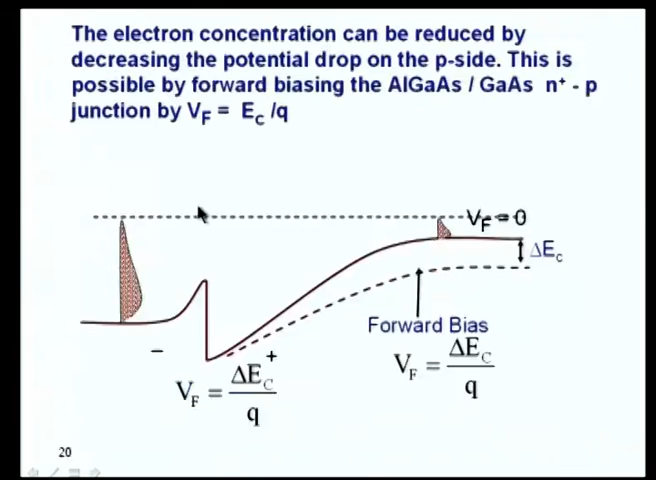 The electron concentration can be reduced by
decreasing the potential drop on the p-side. This is
possible by forward biasing the AlGaAs / GaAs n⁺ - p
junction by V_F = E_c /q
V_F = 0
ΔE_c
Forward Bias
− +
V_F = ΔE_C / q
V_F = ΔE_C / q
20